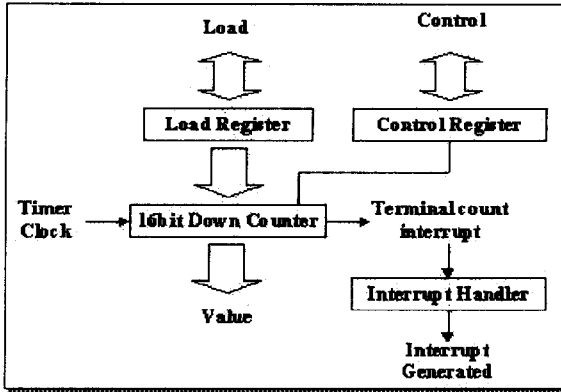 Load
Control
Load Register
Control Register
Timer
Clock
16bit Down Counter
Terminal count
interrupt
Interrupt Handler
Value
Interrupt
Generated